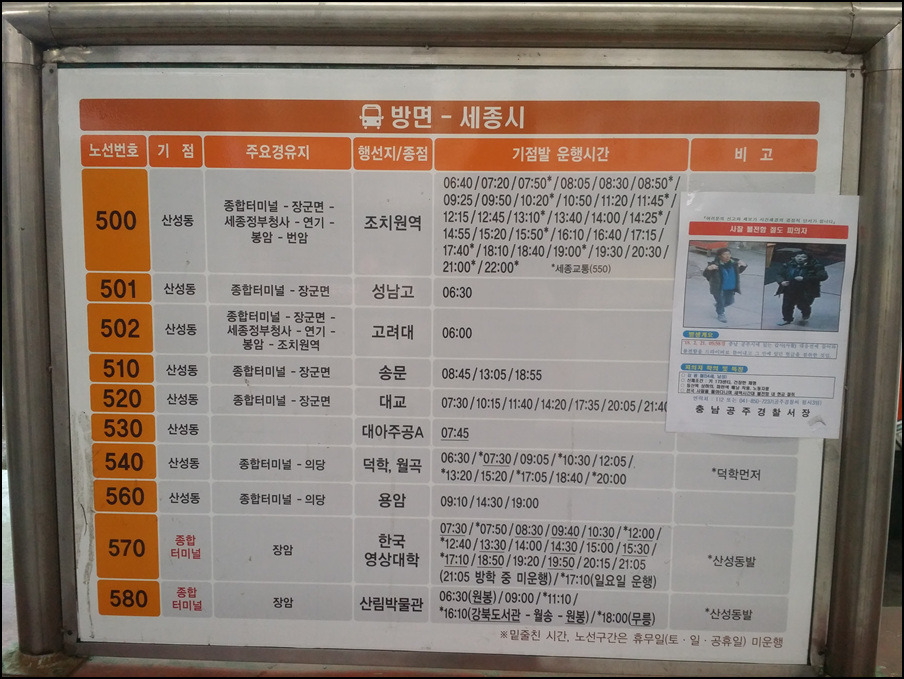 방면 - 세종시
노선번호 기 점 주요경유지 행선지/종점 기점발 운행시간 비 고
500 산성동 종합터미널 - 장군면 - 세종정부청사 - 연기 - 봉암 - 번암 조치원역
06:40 / 07:20 / 07:50* / 08:05 / 08:30 / 08:50* /
09:25 / 09:50 / 10:20* / 10:50 / 11:20 / 11:45* /
12:15 / 12:45 / 13:10* / 13:40 / 14:00 / 14:25* /
14:55 / 15:20 / 15:50* / 16:10 / 16:40 / 17:15 /
17:40* / 18:10 / 18:40 / 19:00* / 19:30 / 20:30 /
21:00* / 22:00* *세종교통(550)
501 산성동 종합터미널 - 장군면 성남고 06:30
502 산성동 종합터미널 - 장군면 - 세종정부청사 - 연기 - 봉암 - 조치원역 고려대 06:00
510 산성동 종합터미널 - 장군면 송문 08:45 / 13:05 / 18:55
520 산성동 종합터미널 - 장군면 대교 07:30 / 10:15 / 11:40 / 14:20 / 17:35 / 20:05 / 21:40
530 산성동 대아주공A 07:45
540 산성동 종합터미널 - 의당 덕학, 월곡 06:30 / *07:30 / 09:05 / *10:30 / 12:05 /
*13:20 / 15:20 / *17:05 / 18:40 / *20:00 *덕학먼저
560 산성동 종합터미널 - 의당 용암 09:10 / 14:30 / 19:00
570 종합터미널 장암 한국영상대학 07:30 / *07:50 / 08:30 / 09:40 / 10:30 / *12:00 /
*12:40 / 13:30 / 14:00 / 14:30 / 15:00 / 15:30 /
*17:10 / 18:50 / 19:20 / 19:50 / 20:15 / 21:05
(21:05 방학 중 미운행) / *17:10(일요일 운행) *산성동발
580 종합터미널 장암 산림박물관 06:30(원봉) / 09:00 / *11:10 /
*16:10(강북도서관 - 월송 - 원봉) / *18:00(무릉) *산성동발
※밑줄친 시간, 노선구간은 휴무일(토 · 일 · 공휴일) 미운행
사찰 불전함 절도 피의자
충남공주경찰서장